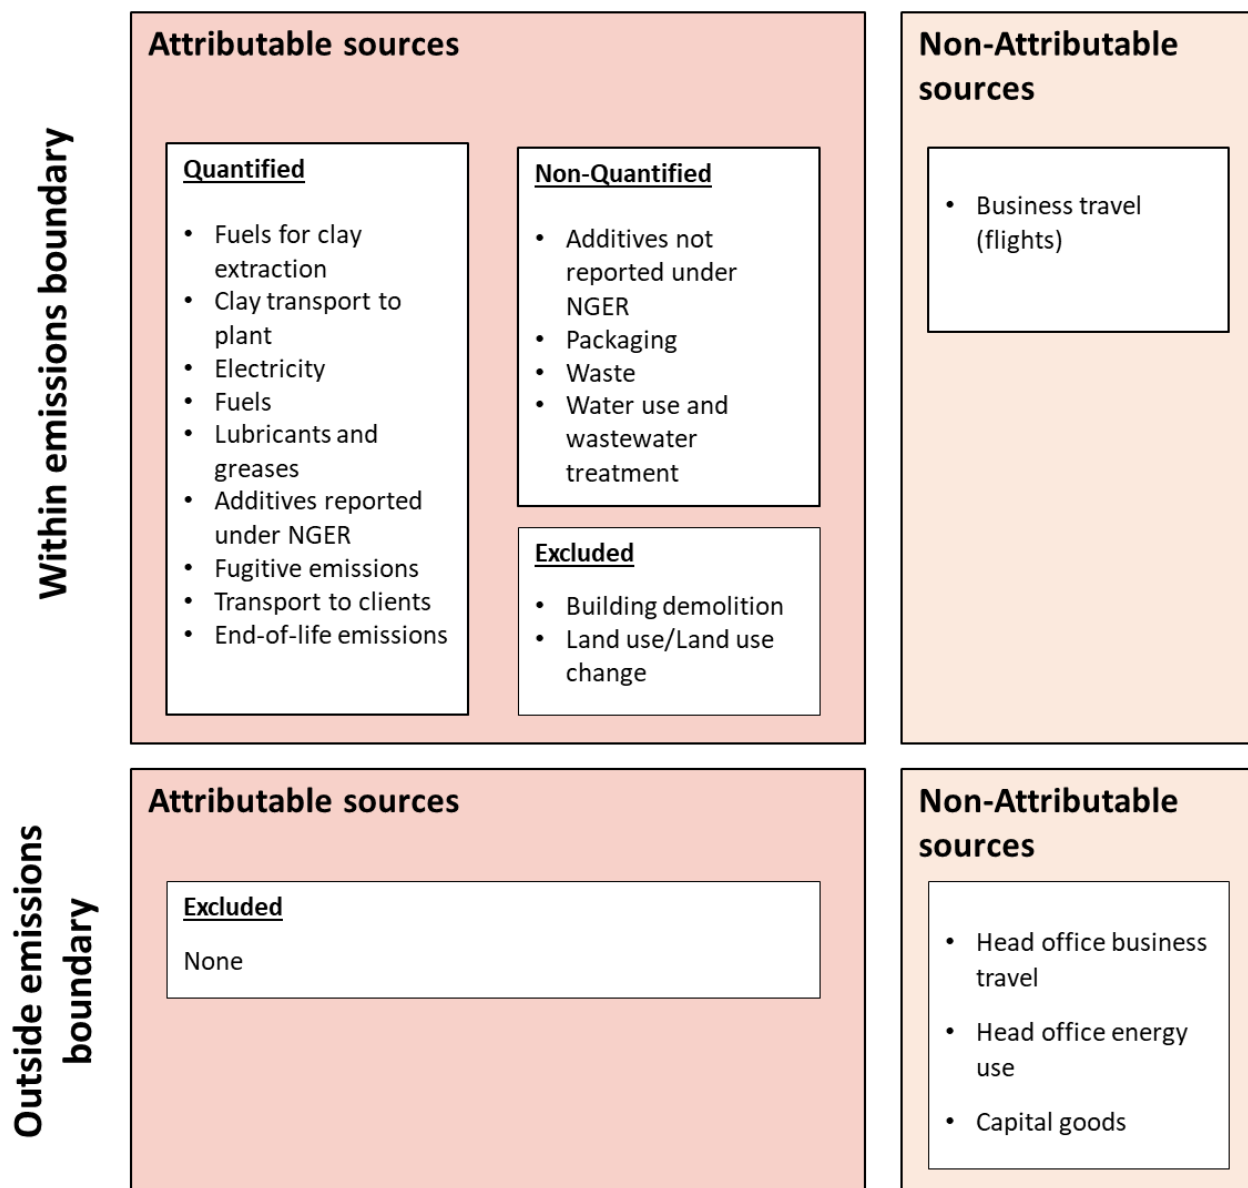 Within emissions boundary
Attributable sources
Quantified
• Fuels for clay
extraction
• Clay transport to
plant
• Electricity
• Fuels
• Lubricants and
greases
• Additives reported
under NGER
• Fugitive emissions
• Transport to clients
• End-of-life emissions
Non-Quantified
• Additives not
reported under
NGER
• Packaging
• Waste
• Water use and
wastewater
treatment
Excluded
• Building demolition
• Land use/Land use
change
Non-Attributable
sources
• Business travel
(flights)
Outside emissions
boundary
Attributable sources
Excluded
None
Non-Attributable
sources
• Head office business
travel
• Head office energy
use
• Capital goods